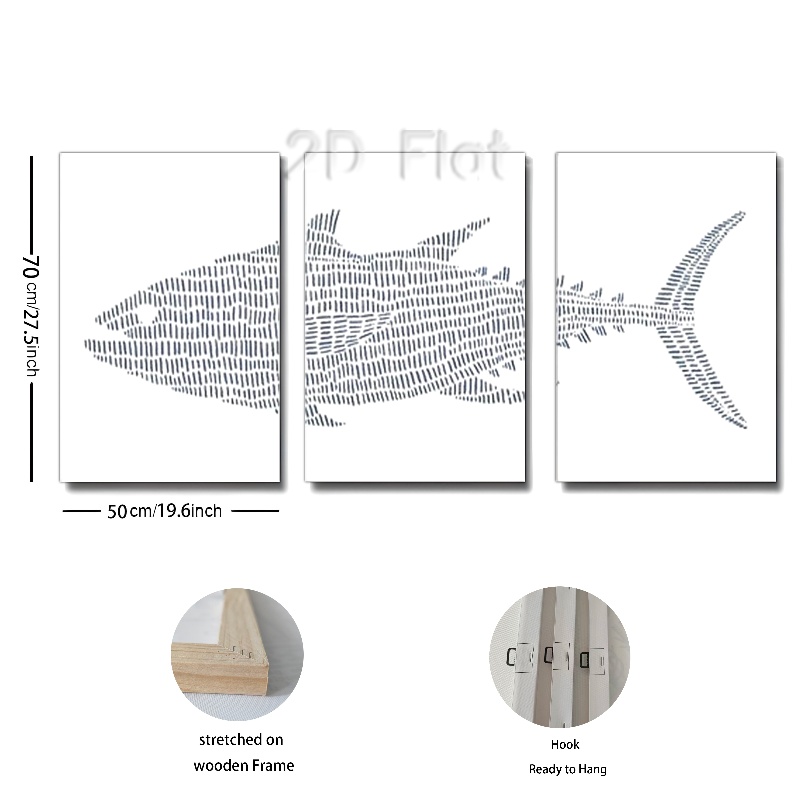 2D Flat
70 cm/27.5inch
50cm/19.6inch
stretched on
wooden Frame
Hook
Ready to Hang